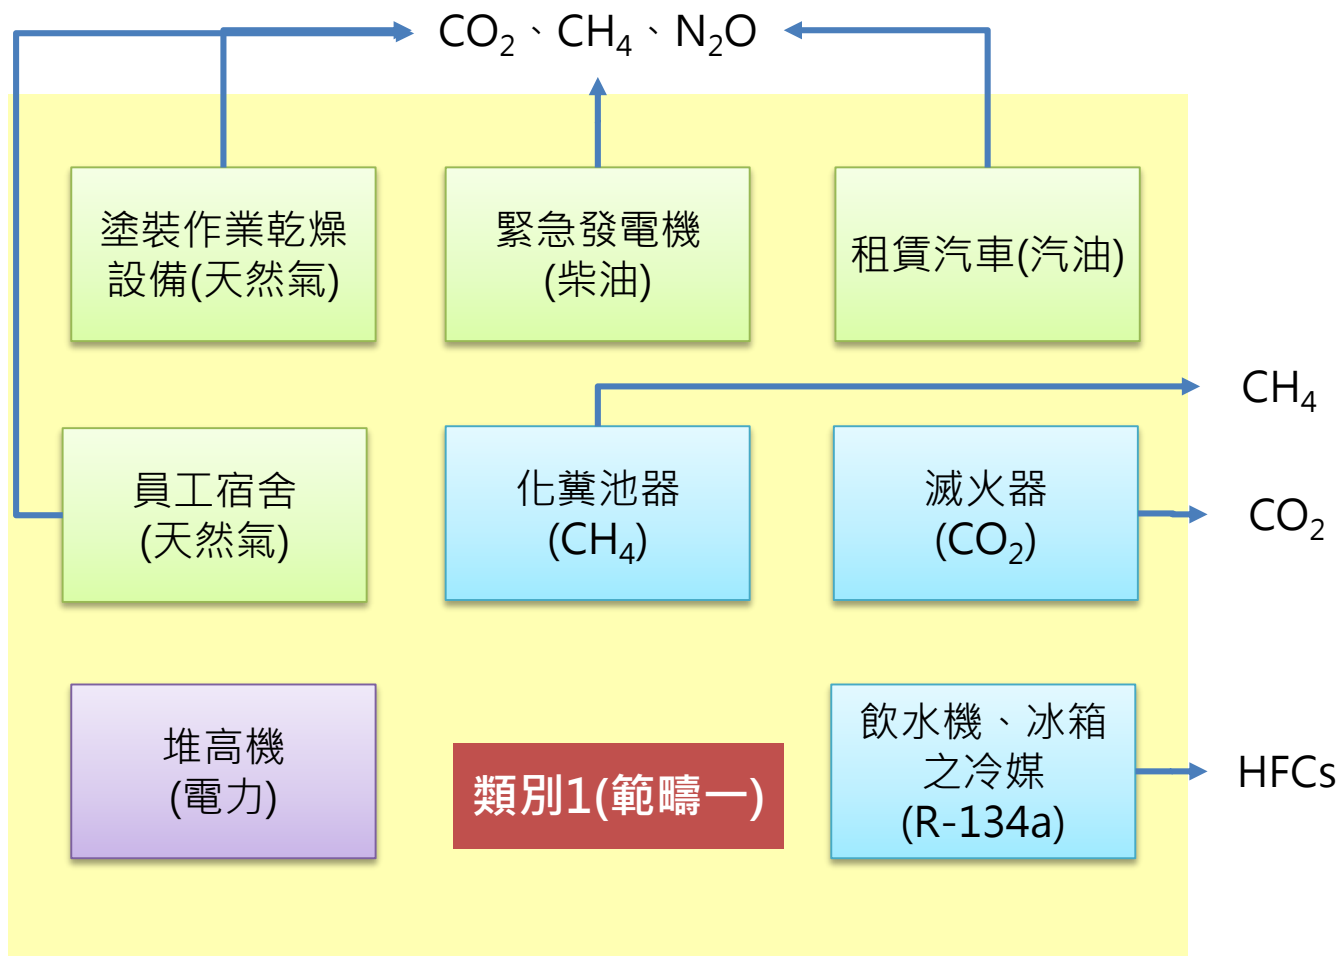 CO₂、CH₄、N₂O
塗裝作業乾燥
設備(天然氣)
緊急發電機
(柴油)
租賃汽車(汽油)
CH₄
員工宿舍
(天然氣)
化糞池器
(CH₄)
滅火器
(CO₂)
CO₂
堆高機
(電力)
類別1(範疇一)
飲水機、冰箱
之冷媒
(R-134a)
HFCs